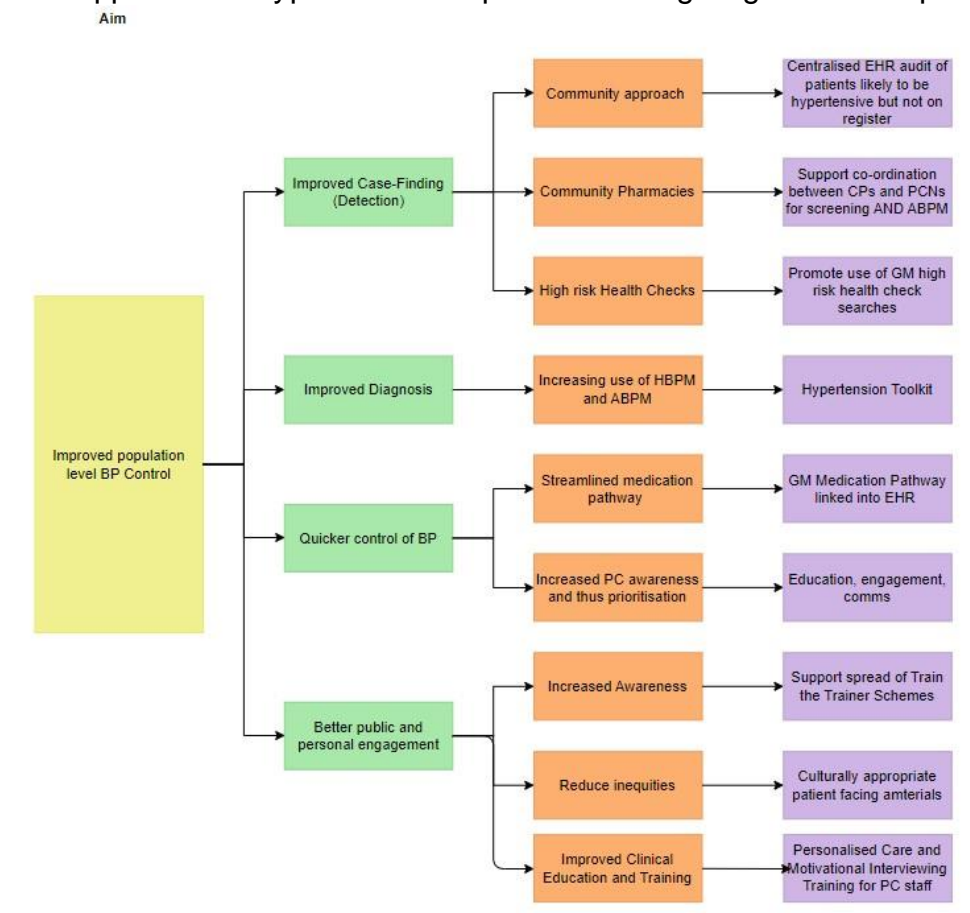 Aim
Improved population
level BP Control
Improved Case-Finding
(Detection)
Community approach
Centralised EHR audit of
patients likely to be
hypertensive but not on
register
Community Pharmacies
Support co-ordination
between CPs and PCNs
for screening AND ABPM
High risk Health Checks
Promote use of GM high
risk health check
searches
Improved Diagnosis
Increasing use of HBPM
and ABPM
Hypertension Toolkit
Quicker control of BP
Streamlined medication
pathway
GM Medication Pathway
linked into EHR
Increased PC awareness
and thus prioritisation
Education, engagement,
comms
Better public and
personal engagement
Increased Awareness
Support spread of Train
the Trainer Schemes
Reduce inequities
Culturally appropriate
patient facing amterials
Improved Clinical
Education and Training
Personalised Care and
Motivational Interviewing
Training for PC staff